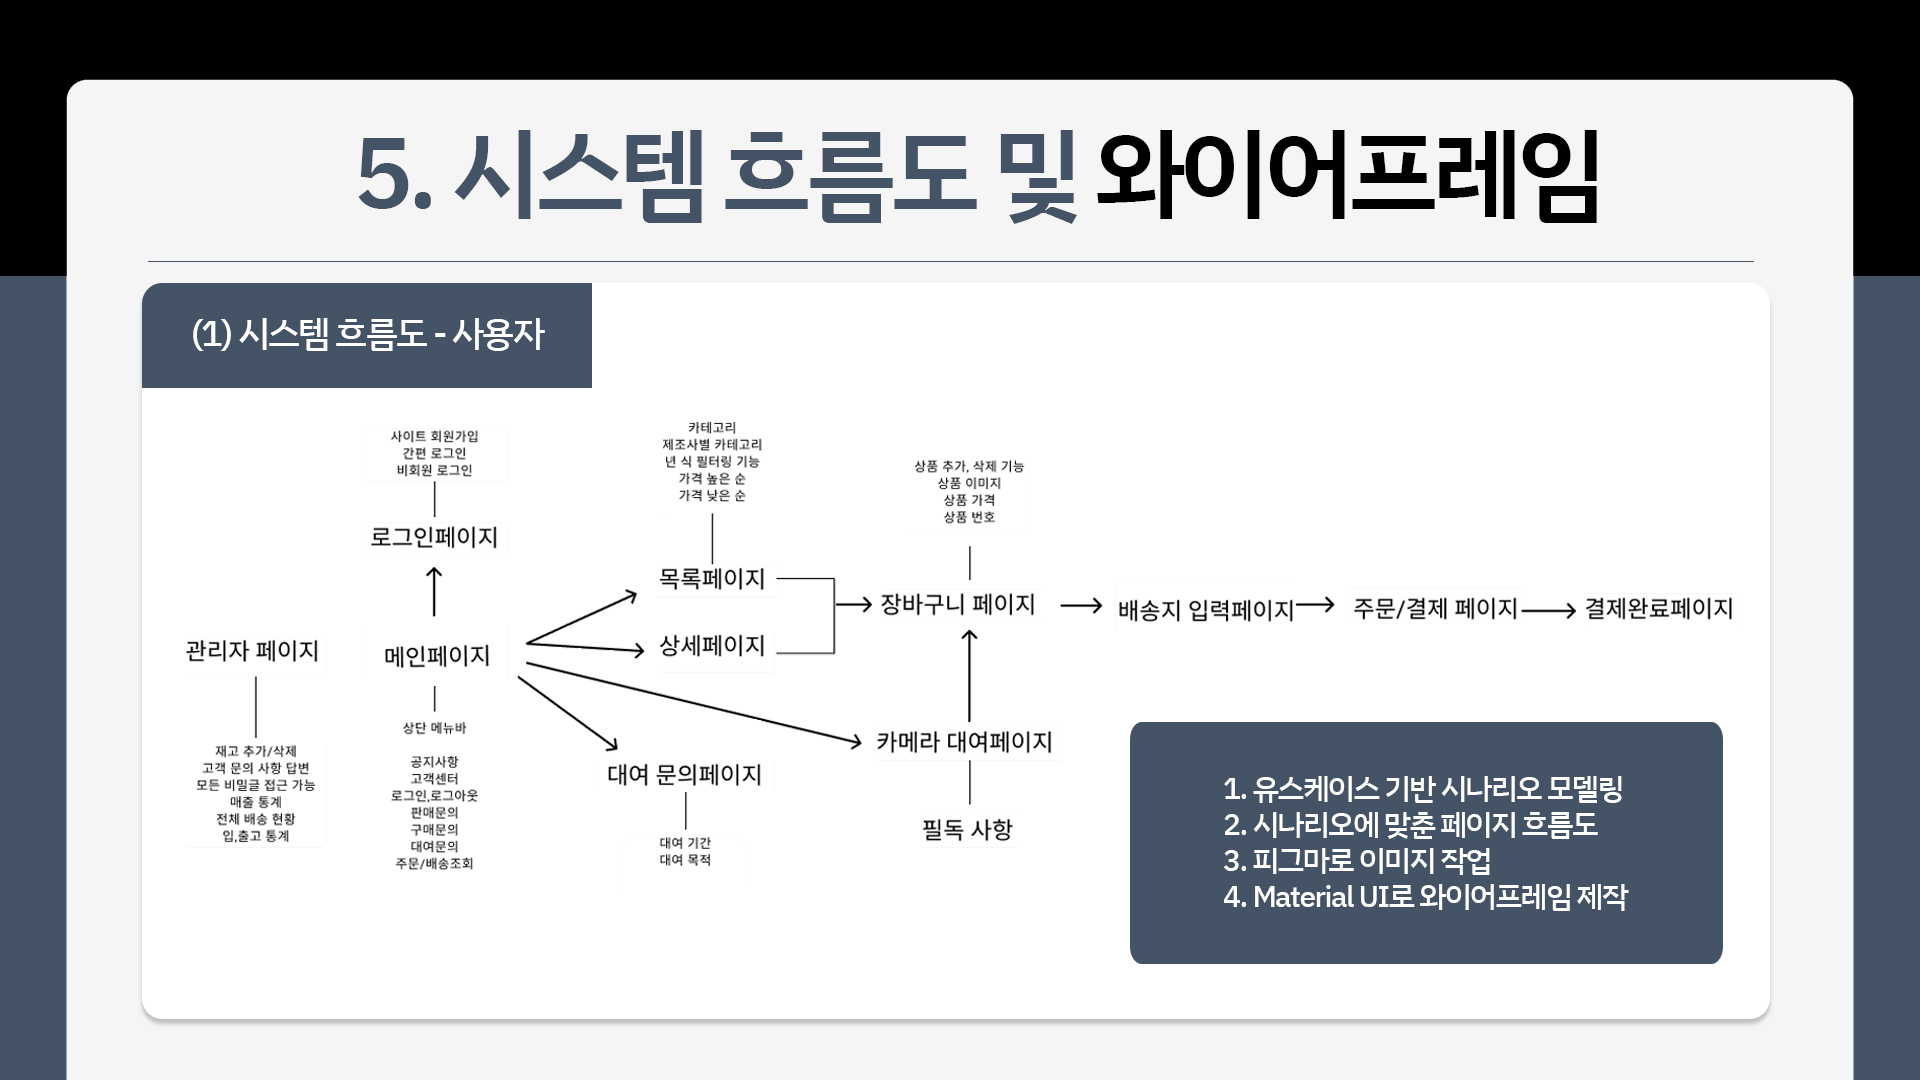 5. 시스템 흐름도 및 와이어프레임
(1) 시스템 흐름도 - 사용자
사이트 회원가입
간편 로그인
비회원 로그인
로그인페이지
메인페이지
상단 메뉴바
공지사항
고객센터
로그인,로그아웃
판매문의
구매문의
대여문의
주문/배송조회
관리자 페이지
재고 추가/삭제
고객 문의 사항 답변
모든 비밀글 접근 가능
매출 통계
전체 배송 현황
입,출고 통계
카테고리
제조사별 카테고리
년 식 필터링 기능
가격 높은 순
가격 낮은 순
목록페이지
상세페이지
대여 문의페이지
대여 기간
대여 목적
상품 추가, 삭제 기능
상품 이미지
상품 가격
상품 번호
장바구니 페이지
카메라 대여페이지
필독 사항
배송지 입력페이지
주문/결제 페이지
결제완료페이지
1. 유스케이스 기반 시나리오 모델링
2. 시나리오에 맞춘 페이지 흐름도
3. 피그마로 이미지 작업
4. Material UI로 와이어프레임 제작